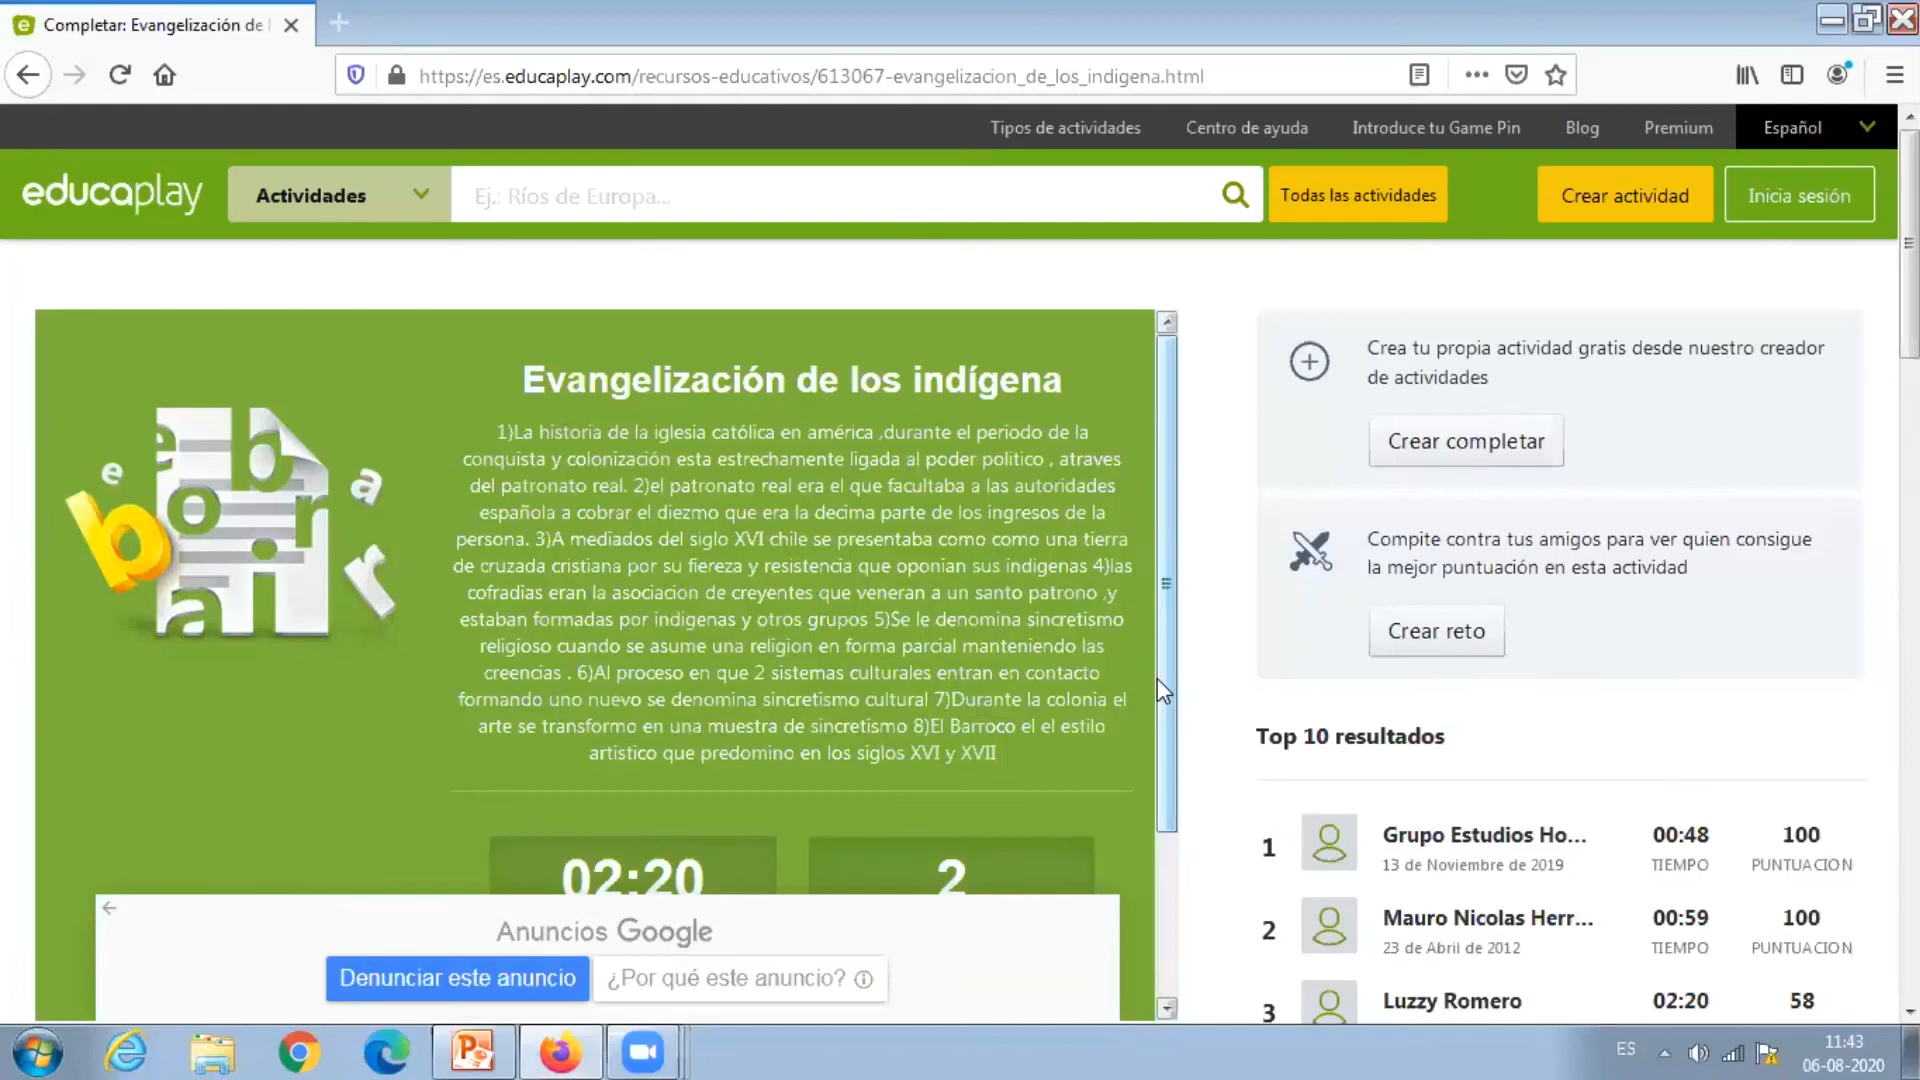 Completar: Evangelización de l
https://es.educaplay.com/recursos-educativos/613067-evangelizacion_de_los_indigena.html
Tipos de actividades
Centro de ayuda
Introduce tu Game Pin
Blog
Premium
Español
educaplay
Actividades
Ej.: Ríos de Europa...
Todas las actividades
Crear actividad
Inicia sesión
Evangelización de los indígena
1)La historia de la iglesia católica en américa ,durante el periodo de la
conquista y colonización esta estrechamente ligada al poder politico , atraves
del patronato real. 2)el patronato real era el que facultaba a las autoridades
española a cobrar el diezmo que era la decima parte de los ingresos de la
persona. 3)A mediados del siglo XVI chile se presentaba como como una tierra
de cruzada cristiana por su fiereza y resistencia que oponian sus indigenas 4)las
cofradias eran la asociacion de creyentes que veneran a un santo patrono ,y
estaban formadas por indigenas y otros grupos 5)Se le denomina sincretismo
religioso cuando se asume una religion en forma parcial manteniendo las
creencias . 6)Al proceso en que 2 sistemas culturales entran en contacto
formando uno nuevo se denomina sincretismo cultural 7)Durante la colonia el
arte se transformo en una muestra de sincretismo 8)El Barroco el el estilo
artistico que predomino en los siglos XVI y XVII
02:20
2
Anuncios Google
Denunciar este anuncio
¿Por qué este anuncio?
Crea tu propia actividad gratis desde nuestro creador
de actividades
Crear completar
Compite contra tus amigos para ver quien consigue
la mejor puntuación en esta actividad
Crear reto
Top 10 resultados
1 Grupo Estudios Ho... 00:48 100
13 de Noviembre de 2019 TIEMPO PUNTUACION
2 Mauro Nicolas Herr... 00:59 100
23 de Abril de 2012 TIEMPO PUNTUACION
3 Luzzy Romero 02:20 58
ES
11:43
06-08-2020